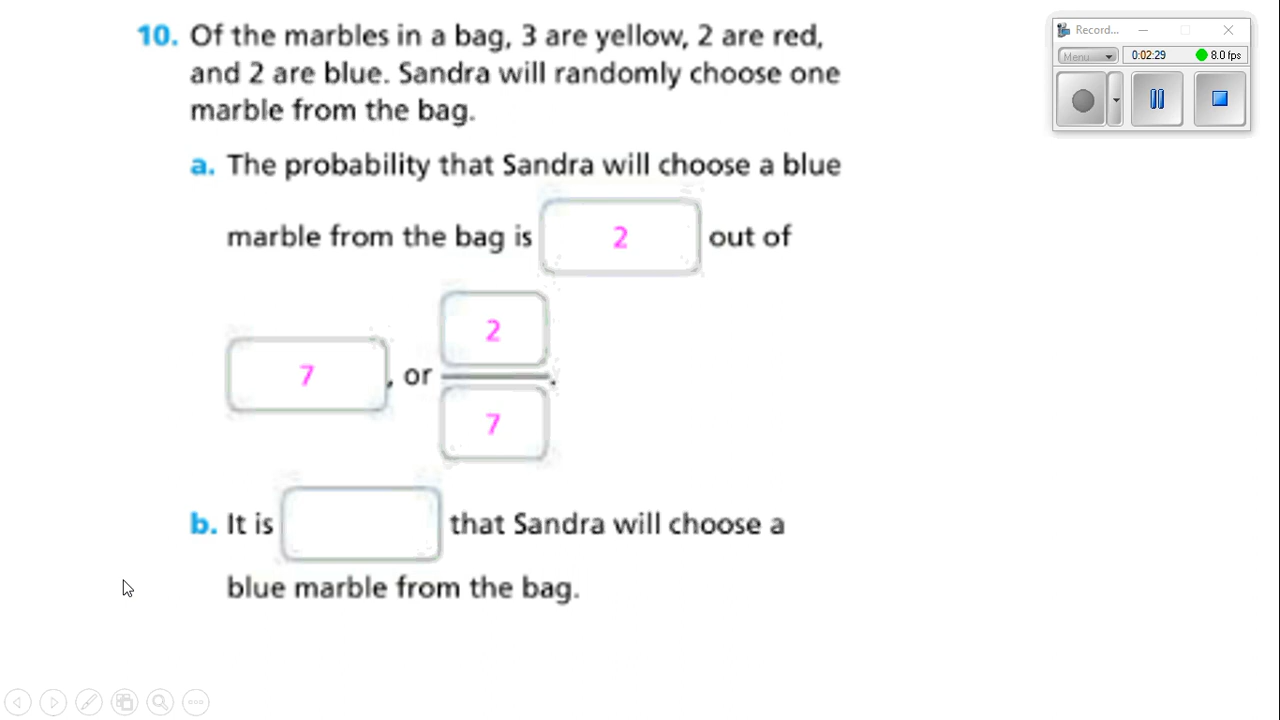 10. Of the marbles in a bag, 3 are yellow, 2 are red,
and 2 are blue. Sandra will randomly choose one
marble from the bag.
a. The probability that Sandra will choose a blue
marble from the bag is 2 out of
7, or 2/7.
b. It is that Sandra will choose a
blue marble from the bag.
Record...
Menu 0:02:29 8.0 fps